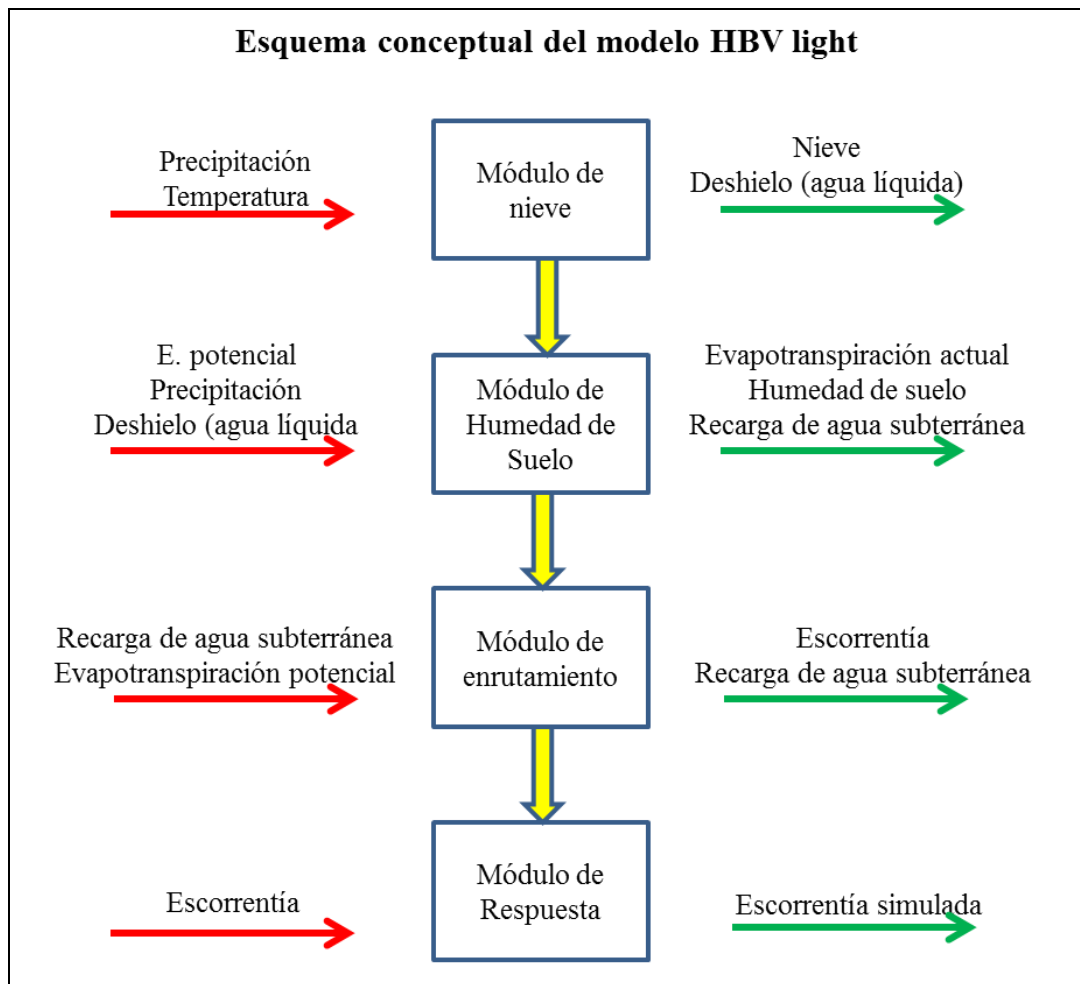 Esquema conceptual del modelo HBV light
Precipitación
Temperatura
Módulo de
nieve
Nieve
Deshielo (agua líquida)
E. potencial
Precipitación
Deshielo (agua líquida
Módulo de
Humedad de
Suelo
Evapotranspiración actual
Humedad de suelo
Recarga de agua subterránea
Recarga de agua subterránea
Evapotranspiración potencial
Módulo de
enrutamiento
Escorrentía
Recarga de agua subterránea
Escorrentía
Módulo de
Respuesta
Escorrentía simulada